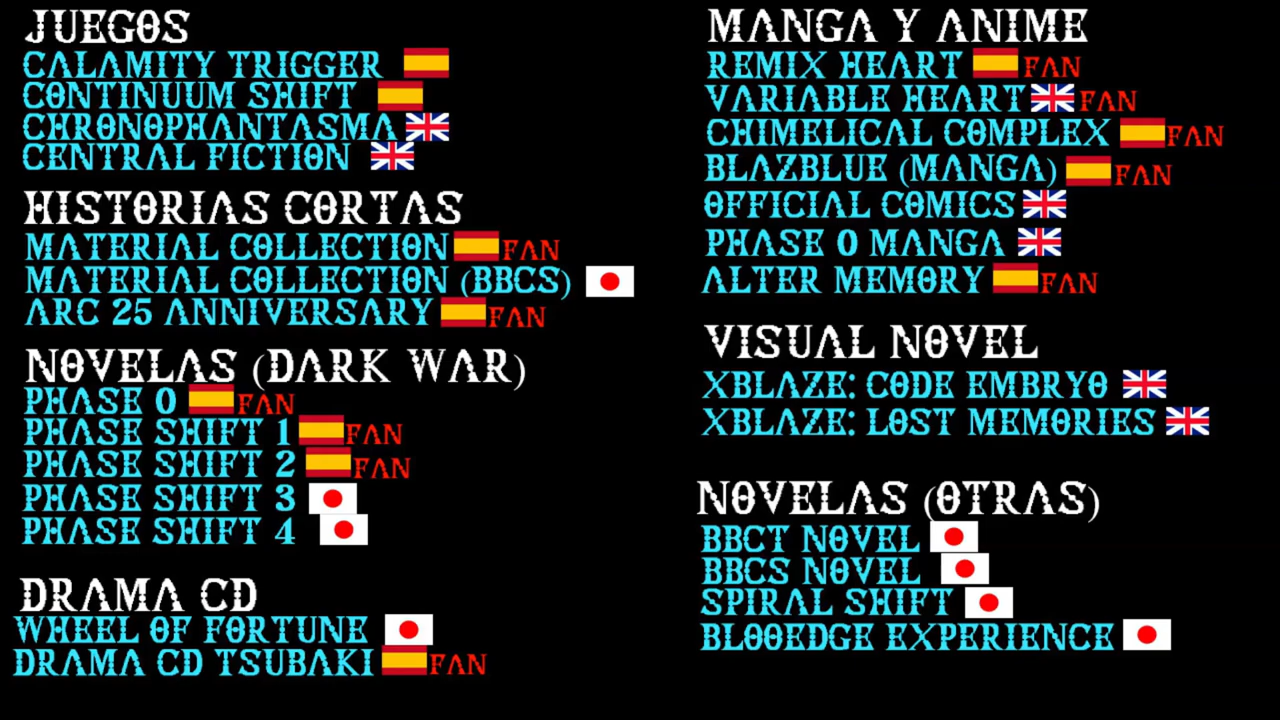 JUEGOS
CALAMITY TRIGGER
CONTINUUM SHIFT
CHRONOPHANTASMA
CENTRAL FICTION
HISTORIAS CORTAS
MATERIAL COLLECTION FAN
MATERIAL COLLECTION (BBCS)
ARC 25 ANNIVERSARY FAN
NOVELAS (DARK WAR)
PHASE 0 FAN
PHASE SHIFT 1 FAN
PHASE SHIFT 2 FAN
PHASE SHIFT 3
PHASE SHIFT 4
DRAMA CD
WHEEL OF FORTUNE
DRAMA CD TSUBAKI FAN
MANGA Y ANIME
REMIX HEART FAN
VARIABLE HEART FAN
CHIMELICAL COMPLEX FAN
BLAZBLUE (MANGA) FAN
OFFICIAL COMICS
PHASE 0 MANGA
ALTER MEMORY FAN
VISUAL NOVEL
XBLAZE: CODE EMBRYO
XBLAZE: LOST MEMORIES
NOVELAS (OTRAS)
BBCT NOVEL
BBCS NOVEL
SPIRAL SHIFT
BLOOEDGE EXPERIENCE